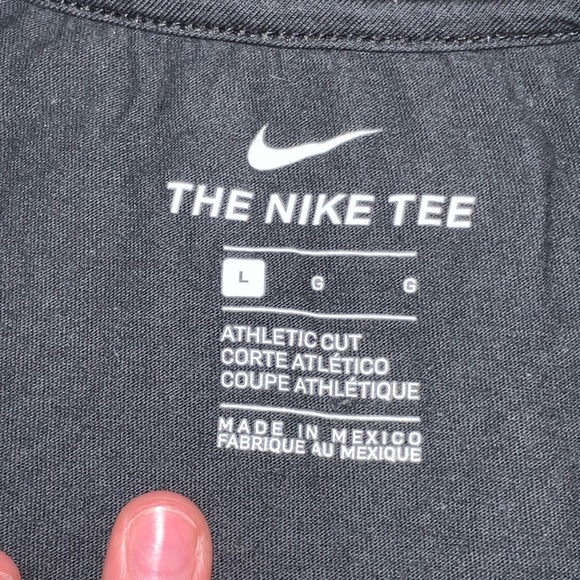 THE NIKE TEE
L G G
ATHLETIC CUT
CORTE ATLÉTICO
COUPE ATHLÉTIQUE
MADE IN MEXICO
FABRIQUE AU MEXIQUE